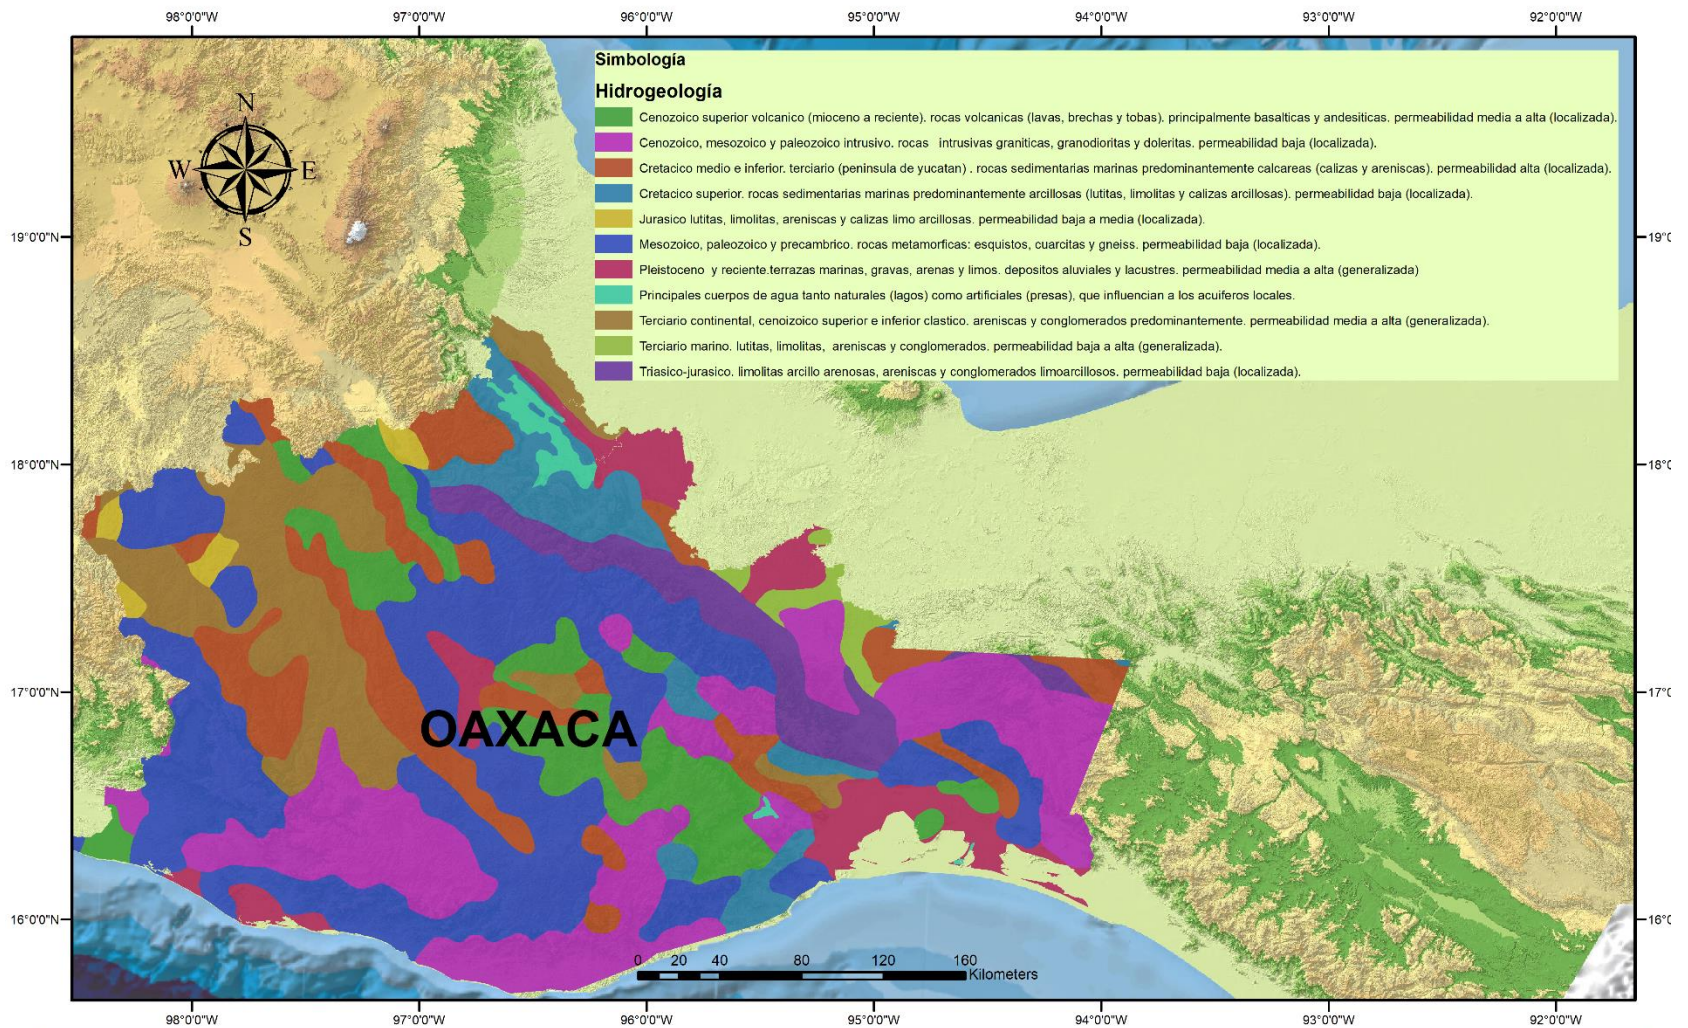 98°0'0"W 97°0'0"W 96°0'0"W 95°0'0"W 94°0'0"W 93°0'0"W 92°0'0"W
Simbología
Hidrogeología
Cenozoico superior volcanico (mioceno a reciente). rocas volcanicas (lavas, brechas y tobas). principalmente basalticas y andesiticas. permeabilidad media a alta (localizada).
Cenozoico, mesozoico y paleozoico intrusivo. rocas intrusivas graniticas, granodioritas y doleritas. permeabilidad baja (localizada).
Cretacico medio e inferior. terciario (peninsula de yucatan) . rocas sedimentarias marinas predominantemente calcareas (calizas y areniscas). permeabilidad alta (localizada).
Cretacico superior. rocas sedimentarias marinas predominantemente arcillosas (lutitas, limolitas y calizas arcillosas). permeabilidad baja (localizada).
Jurasico lutitas, limolitas, areniscas y calizas limo arcillosas. permeabilidad baja a media (localizada).
Mesozoico, paleozoico y precambrico. rocas metamorficas: esquistos, cuarcitas y gneiss. permeabilidad baja (localizada).
Pleistoceno y reciente.terrazas marinas, gravas, arenas y limos. depositos aluviales y lacustres. permeabilidad media a alta (generalizada)
Principales cuerpos de agua tanto naturales (lagos) como artificiales (presas), que influencian a los acuiferos locales.
Terciario continental, cenoizoico superior e inferior clastico. areniscas y conglomerados predominantemente. permeabilidad media a alta (generalizada).
Terciario marino. lutitas, limolitas, areniscas y conglomerados. permeabilidad baja a alta (generalizada).
Triasico-jurasico. limolitas arcillo arenosas, areniscas y conglomerados limoarcillosos. permeabilidad baja (localizada).
N
W E
S
19°0'0"N 19°0
18°0'0"N 18°0
17°0'0"N 17°0
OAXACA
16°0'0"N 16°0
0 20 40 80 120 160
Kilometers
98°0'0"W 97°0'0"W 96°0'0"W 95°0'0"W 94°0'0"W 93°0'0"W 92°0'0"W